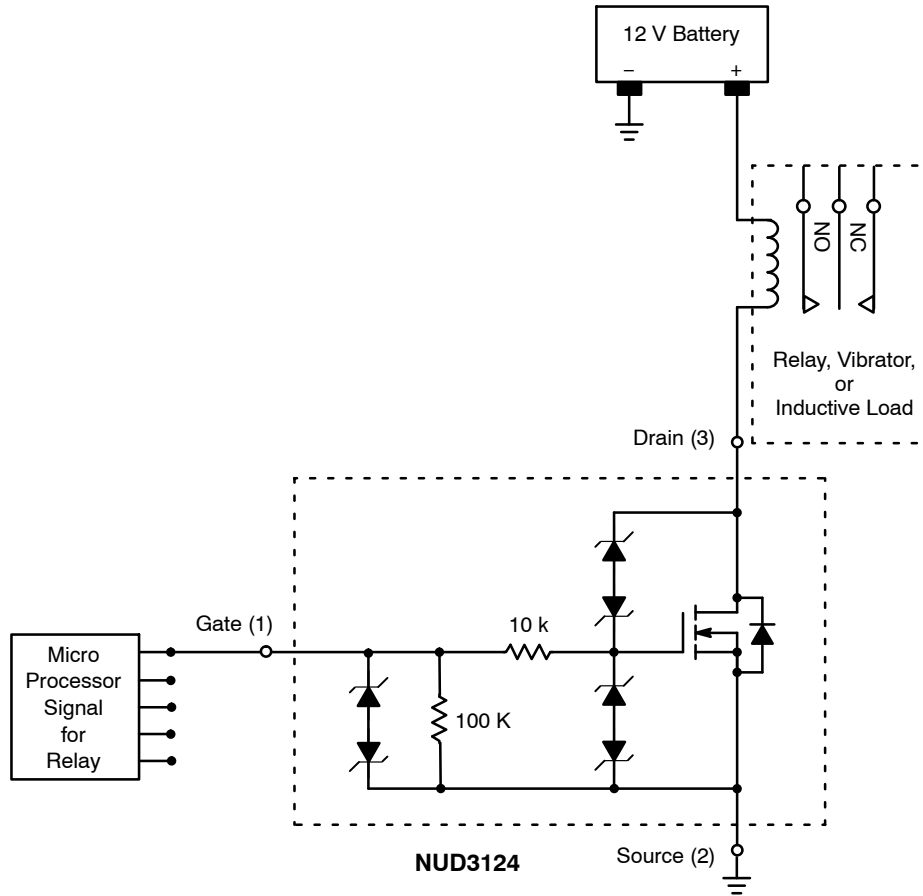 12 V Battery
− +
NO
NC
Relay, Vibrator,
or
Inductive Load
Drain (3)
Gate (1)
10 k
100 K
Micro
Processor
Signal
for
Relay
Source (2)
NUD3124